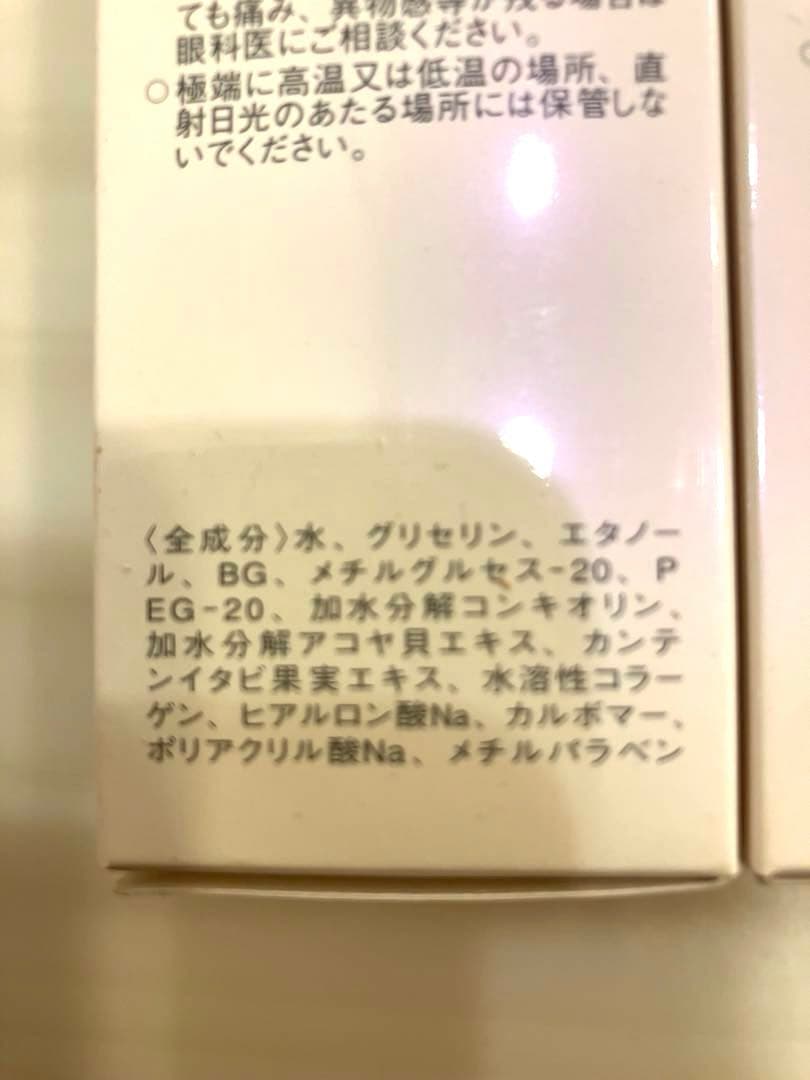 ても痛み、異物感等が残る場合は
眼科医にご相談ください。
○極端に高温又は低温の場所、直
射日光のあたる場所には保管しな
いでください。
〈全成分〉水、グリセリン、エタノー
ル、BG、メチルグルセス-20、P
EG-20、加水分解コンキオリン、
加水分解アコヤ貝エキス、カンテ
ンイタビ果実エキス、水溶性コラー
ゲン、ヒアルロン酸Na、カルボマー、
ポリアクリル酸Na、メチルパラベン